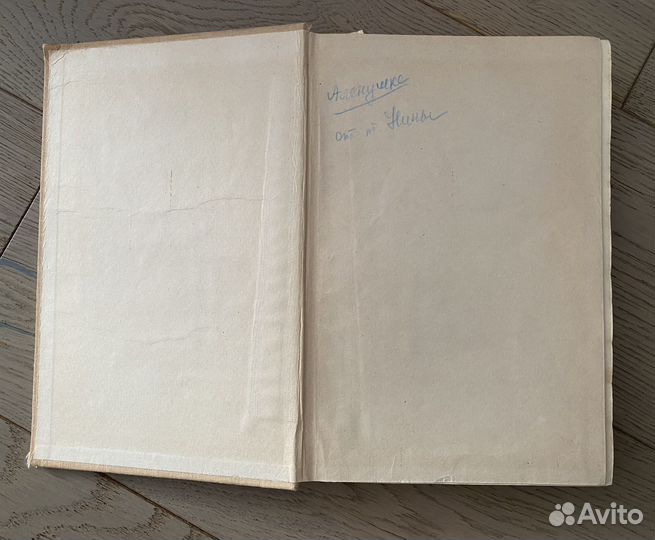 Аленушке
от т Нины
Avito